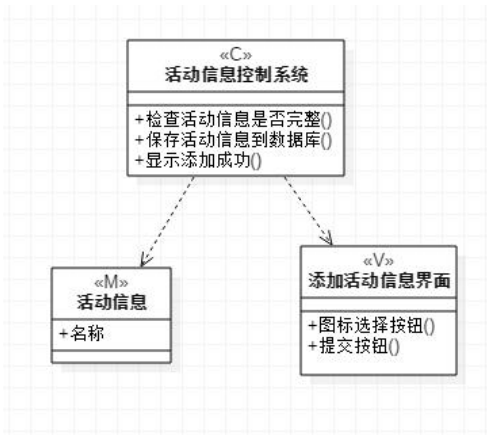 «C»
活动信息控制系统
+检查活动信息是否完整()
+保存活动信息到数据库()
+显示添加成功()
«M»
活动信息
+名称
«V»
添加活动信息界面
+图标选择按钮()
+提交按钮()